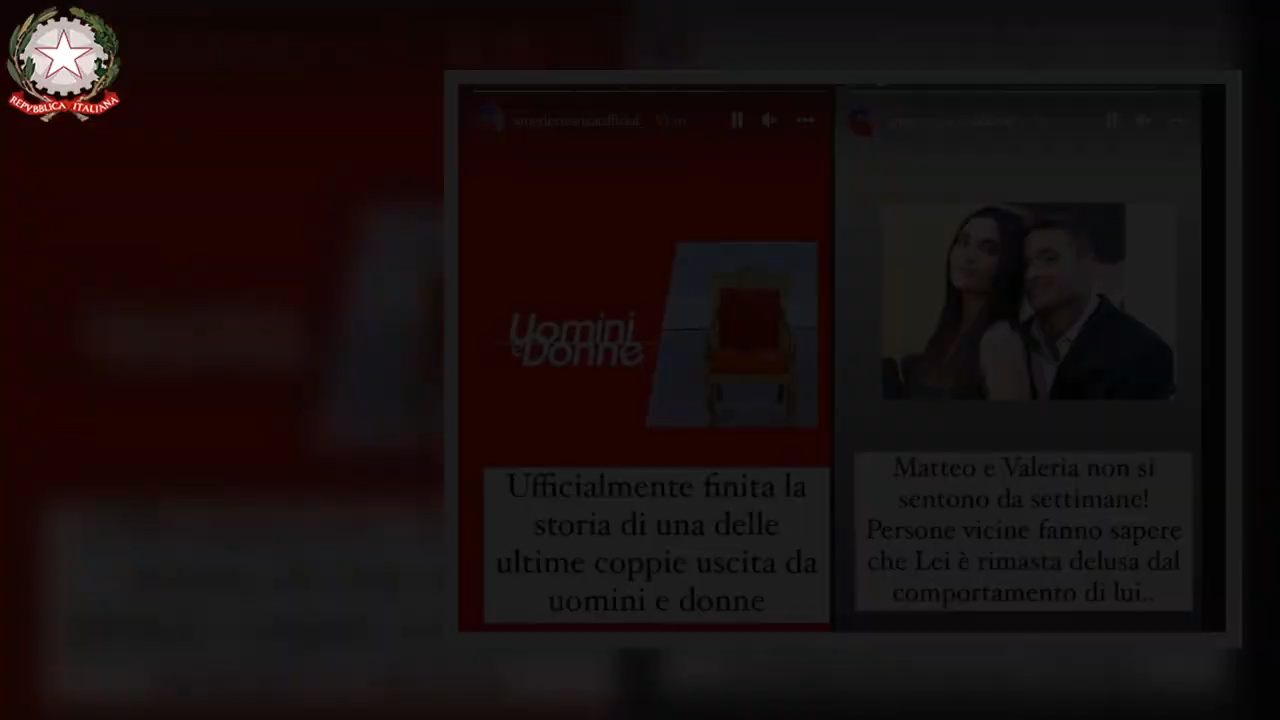 REPVBBLICA ITALIANA
Uomini
e Donne
Ufficialmente finita la
storia di una delle
ultime coppie uscita da
uomini e donne
Matteo e Valeria non si
sentono da settimane!
Persone vicine fanno sapere
che Lei è rimasta delusa dal
comportamento di lui..